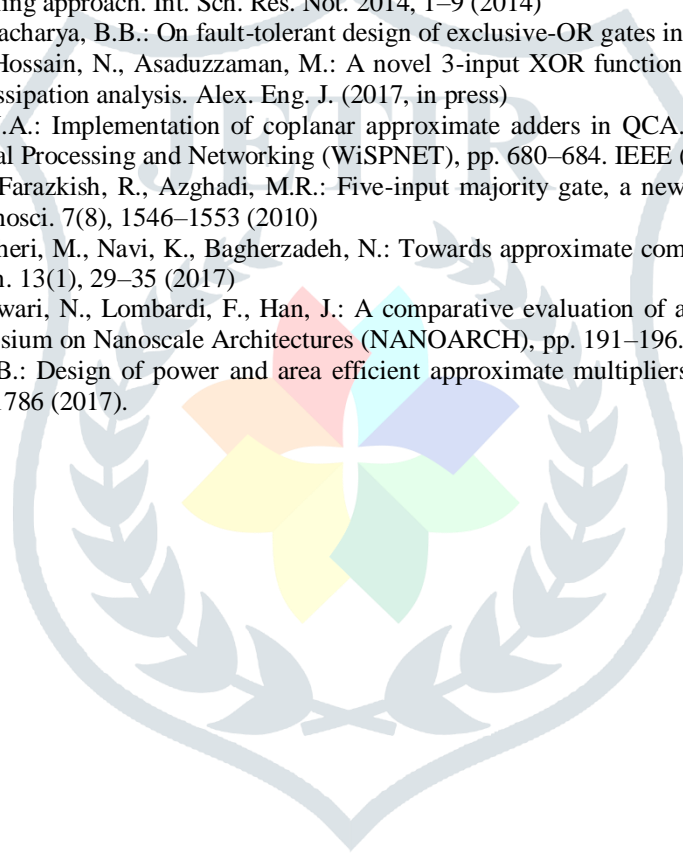 ning approach. Int. Sch. Res. Not. 2014, 1–9 (2014)
acharya, B.B.: On fault-tolerant design of exclusive-OR gates in
Hossain, N., Asaduzzaman, M.: A novel 3-input XOR function
ssipation analysis. Alex. Eng. J. (2017, in press)
.A.: Implementation of coplanar approximate adders in QCA.
al Processing and Networking (WiSPNET), pp. 680–684. IEEE (
Farazkish, R., Azghadi, M.R.: Five-input majority gate, a new
nosci. 7(8), 1546–1553 (2010)
neri, M., Navi, K., Bagherzadeh, N.: Towards approximate com
n. 13(1), 29–35 (2017)
wari, N., Lombardi, F., Han, J.: A comparative evaluation of a
sium on Nanoscale Architectures (NANOARCH), pp. 191–196.
B.: Design of power and area efficient approximate multipliers
1786 (2017).
JETIR